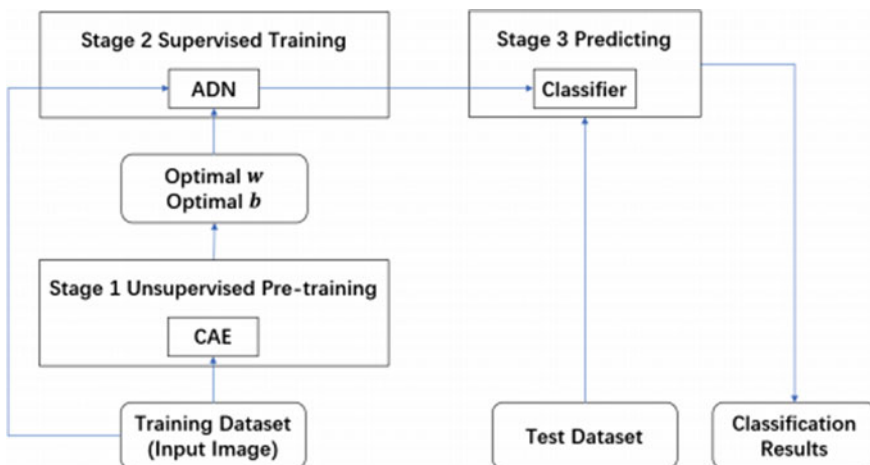 Stage 2 Supervised Training
ADN
Stage 3 Predicting
Classifier
Optimal w
Optimal b
Stage 1 Unsupervised Pre-training
CAE
Training Dataset
(Input Image)
Test Dataset
Classification
Results